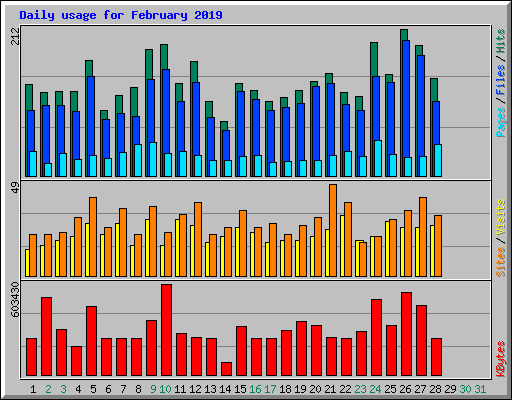 Daily usage for February 2019
212
Pages / Files / Hits
49
Sites / Visits
603430
KBytes
1 2 3 4 5 6 7 8 9 10 11 12 13 14 15 16 17 18 19 20 21 22 23 24 25 26 27 28 29 30 31